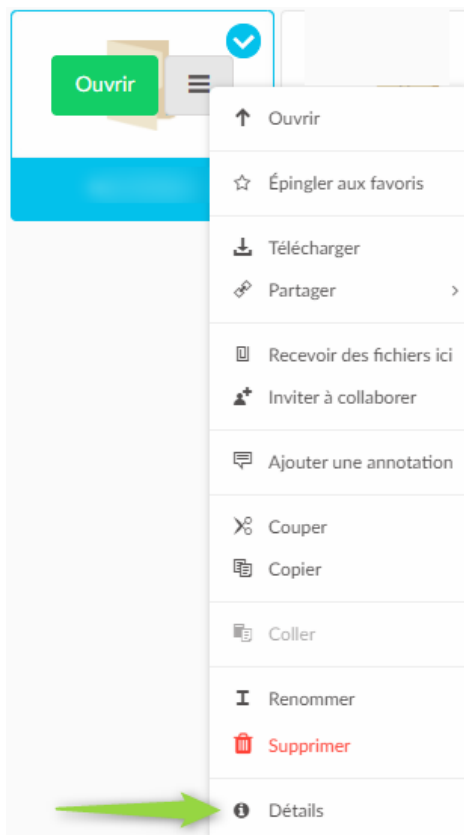 Ouvrir
Ouvrir
Épingler aux favoris
Télécharger
Partager
Recevoir des fichiers ici
Inviter à collaborer
Ajouter une annotation
Couper
Copier
Coller
Renommer
Supprimer
Détails